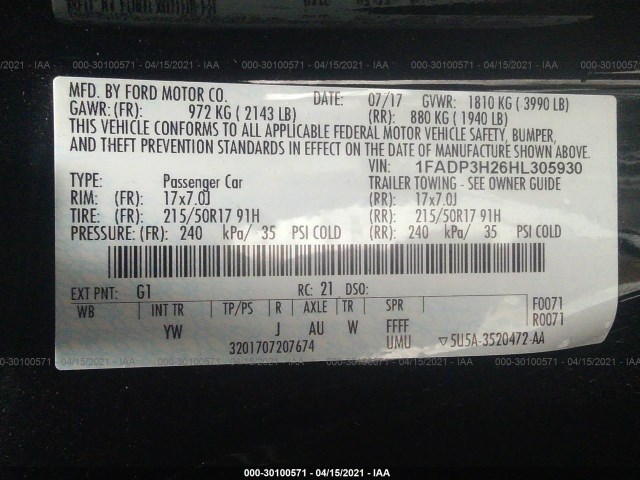 000-30100571 - 04/15/2021 - IAA
MFD. BY FORD MOTOR CO. DATE: 07/17 GVWR: 1810 KG ( 3990 LB)
GAWR: (FR): 972 KG ( 2143 LB) (RR): 880 KG ( 1940 LB)
THIS VEHICLE CONFORMS TO ALL APPLICABLE FEDERAL MOTOR VEHICLE SAFETY, BUMPER,
AND THEFT PREVENTION STANDARDS IN EFFECT ON THE DATE OF MANUFACTURE SHOWN ABOVE.
VIN: 1FADP3H26HL305930
TYPE: Passenger Car TRAILER TOWING - SEE OWNER GUIDE
RIM: (FR): 17x7.0J (RR): 17x7.0J
TIRE: (FR): 215/50R17 91H (RR): 215/50R17 91H
PRESSURE: (FR): 240 kPa/ 35 PSI COLD (RR): 240 kPa/ 35 PSI COLD
EXT PNT: G1 RC: 21 DSO:
WB INT TR TP/PS R AXLE TR SPR F0071
YW J AU W FFFF R0071
3201707207674 UMU ▽5U5A-3520472-AA
000-30100571 - 04/15/2021 - IAA